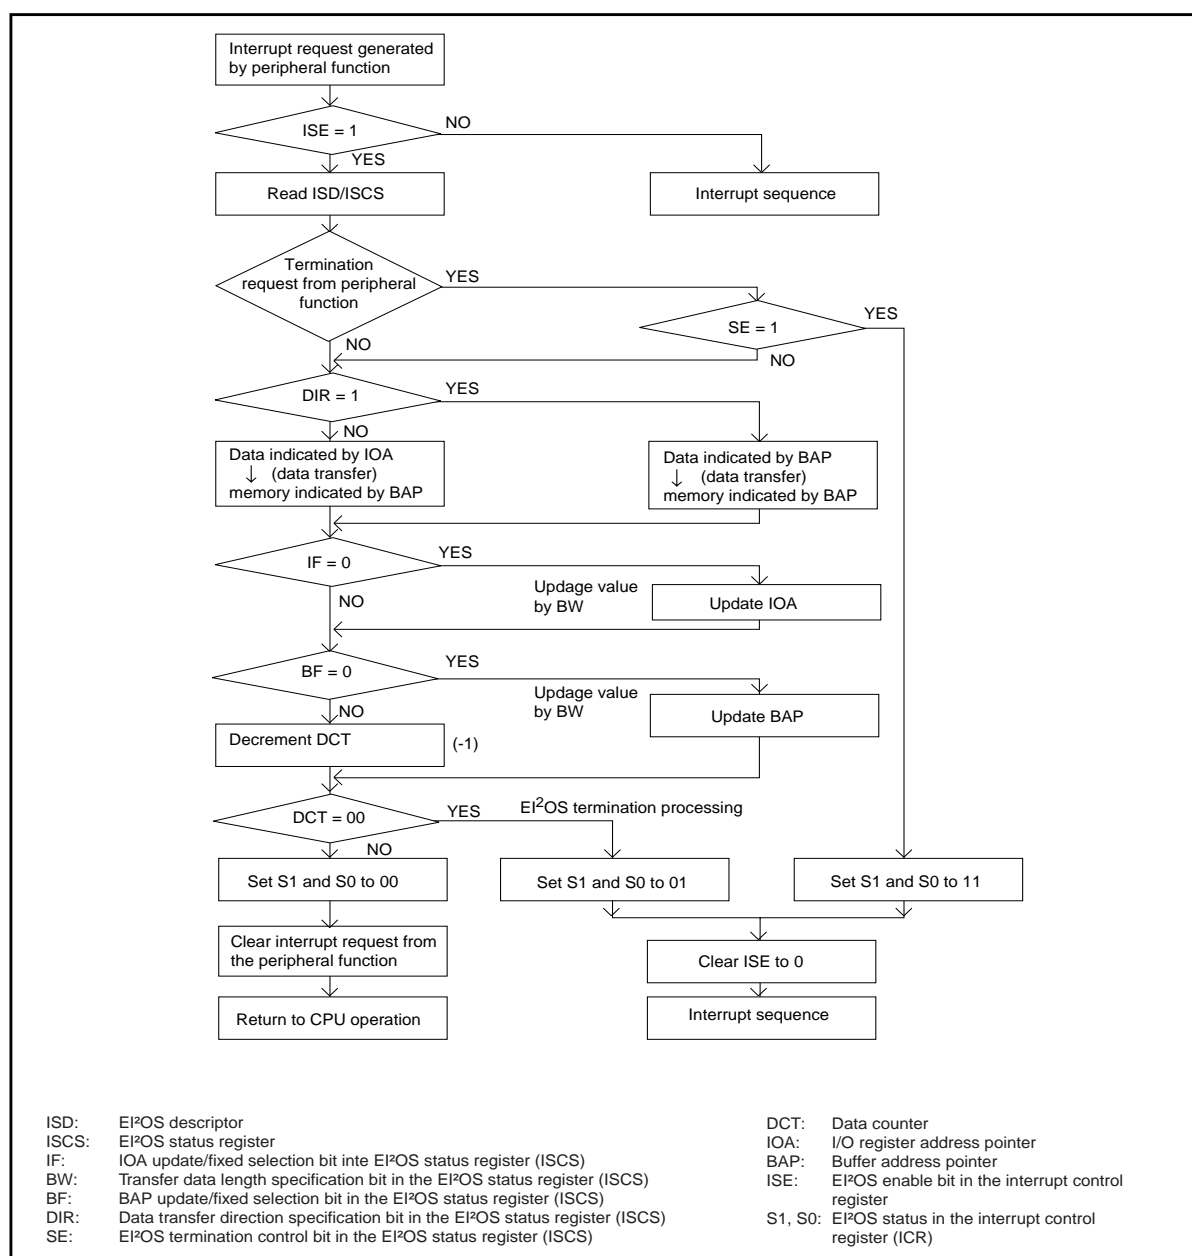 Interrupt request generated
by peripheral function
ISE = 1
NO
YES
Read ISD/ISCS
Interrupt sequence
Termination
request from peripheral
function
YES
SE = 1
YES
NO
NO
DIR = 1
YES
NO
Data indicated by IOA
↓ (data transfer)
memory indicated by BAP
Data indicated by BAP
↓ (data transfer)
memory indicated by BAP
IF = 0
YES
NO
Updage value
by BW
Update IOA
BF = 0
YES
NO
Updage value
by BW
Update BAP
Decrement DCT
(-1)
DCT = 00
YES
EI²OS termination processing
NO
Set S1 and S0 to 00
Set S1 and S0 to 01
Set S1 and S0 to 11
Clear interrupt request from
the peripheral function
Clear ISE to 0
Return to CPU operation
Interrupt sequence
ISD: EI²OS descriptor
ISCS: EI²OS status register
IF: IOA update/fixed selection bit inte EI²OS status register (ISCS)
BW: Transfer data length specification bit in the EI²OS status register (ISCS)
BF: BAP update/fixed selection bit in the EI²OS status register (ISCS)
DIR: Data transfer direction specification bit in the EI²OS status register (ISCS)
SE: EI²OS termination control bit in the EI²OS status register (ISCS)
DCT: Data counter
IOA: I/O register address pointer
BAP: Buffer address pointer
ISE: EI²OS enable bit in the interrupt control
register
S1, S0: EI²OS status in the interrupt control
register (ICR)